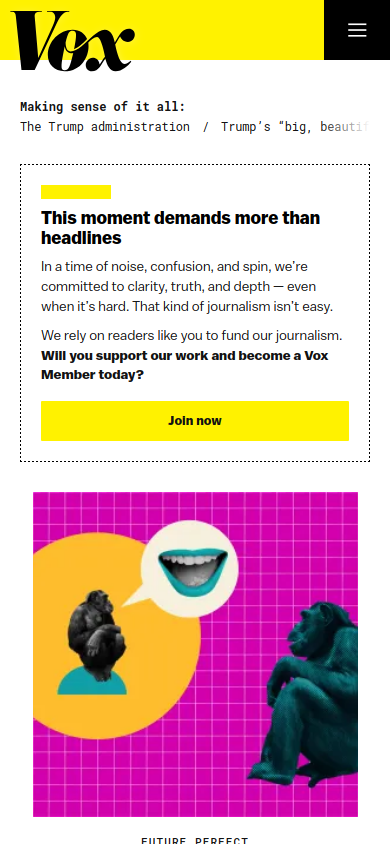 Vox
Making sense of it all:
The Trump administration / Trump’s “big,
This moment demands more than
headlines
In a time of noise, confusion, and spin, we’re
committed to clarity, truth, and depth — even
when it’s hard. That kind of journalism isn’t easy.
We rely on readers like you to fund our journalism.
Will you support our work and become a Vox
Member today?
Join now
FUTURE PERFECT